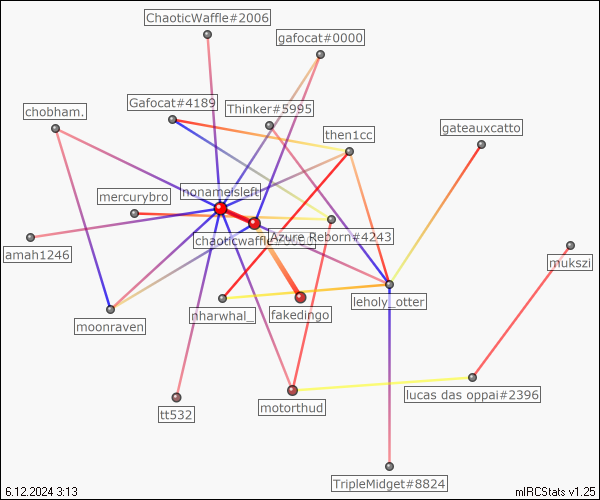 ChaoticWaffle#2006
gafocat#0000
Gafocat#4189
Thinker#5995
chobham.
then1cc
gateauxcatto
nonameisleft
mercurybro
chaoticwaffle
Azure Reborn#4243
amah1246
mukszi
moonraven
nharwhal_
fakedingo
leholy_otter
tt532
motorthud
lucas das oppai#2396
TripleMidget#8824
6.12.2024 3:13
mIRCStats v1.25